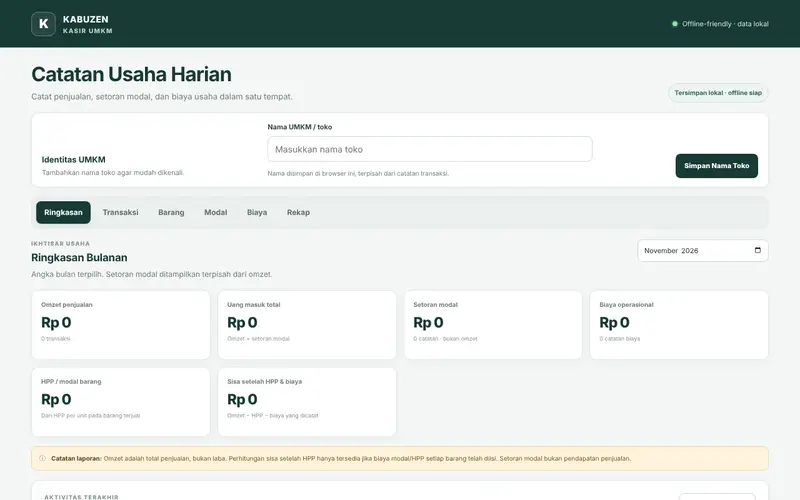 K
KABUZEN
KASIR UMKM
Offline-friendly · data lokal
Catatan Usaha Harian
Catat penjualan, setoran modal, dan biaya usaha dalam satu tempat.
Tersimpan lokal · offline siap
Nama UMKM / toko
Masukkan nama toko
Identitas UMKM
Tambahkan nama toko agar mudah dikenali.
Nama disimpan di browser ini, terpisah dari catatan transaksi.
Simpan Nama Toko
Ringkasan Transaksi Barang Modal Biaya Rekap
IKHTISAR USAHA
Ringkasan Bulanan
November 2026
Angka bulan terpilih. Setoran modal ditampilkan terpisah dari omzet.
Omzet penjualan
Rp 0
0 transaksi
Uang masuk total
Rp 0
Omzet + setoran modal
Setoran modal
Rp 0
0 catatan · bukan omzet
Biaya operasional
Rp 0
0 catatan biaya
HPP / modal barang
Rp 0
Dari HPP per unit pada barang terjual
Sisa setelah HPP & biaya
Rp 0
Omzet − HPP − biaya yang dicatat
Catatan laporan: Omzet adalah total penjualan, bukan laba. Perhitungan sisa setelah HPP hanya tersedia jika biaya modal/HPP setiap barang telah diisi. Setoran modal bukan pendapatan penjualan.
AKTIVITAS TERAKHIR